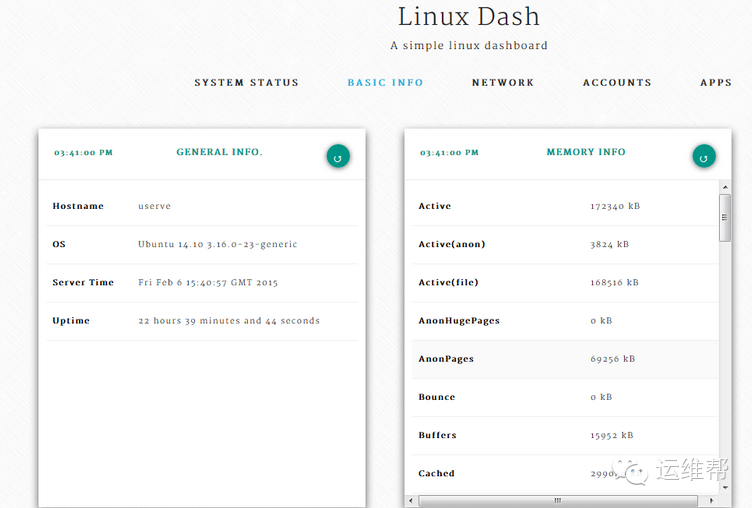 Linux Dash
A simple linux dashboard
SYSTEM STATUS BASIC INFO NETWORK ACCOUNTS APPS
03:41:00 PM GENERAL INFO.
Hostname userve
OS Ubuntu 14.10 3.16.0-23-generic
Server Time Fri Feb 6 15:40:57 GMT 2015
Uptime 22 hours 39 minutes and 44 seconds
03:41:00 PM MEMORY INFO
Active 172340 kB
Active(anon) 3824 kB
Active(file) 168516 kB
AnonHugePages 0 kB
AnonPages 69256 kB
Bounce 0 kB
Buffers 15952 kB
Cached
运维帮